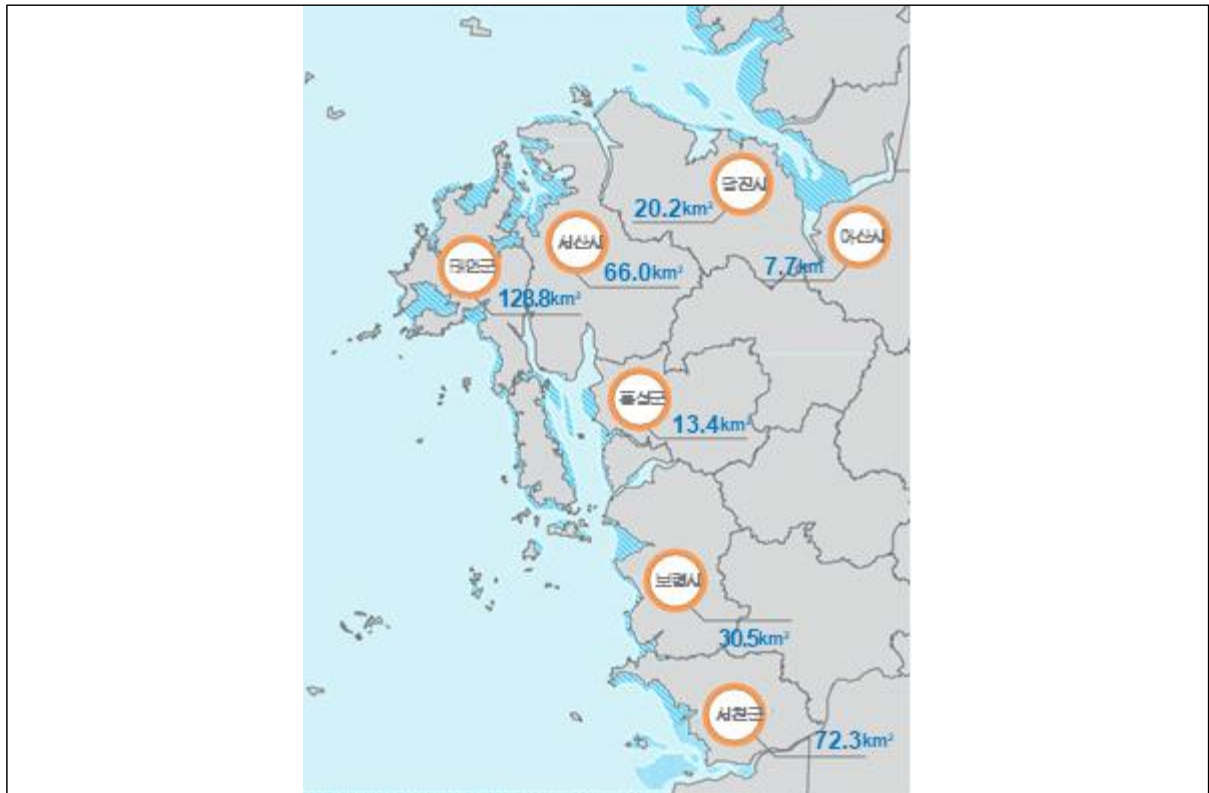 당진시
20.2km²
아산시
7.7km²
서산시
66.0km²
태안군
128.8km²
홍성군
13.4km²
보령시
30.5km²
서천군
72.3km²